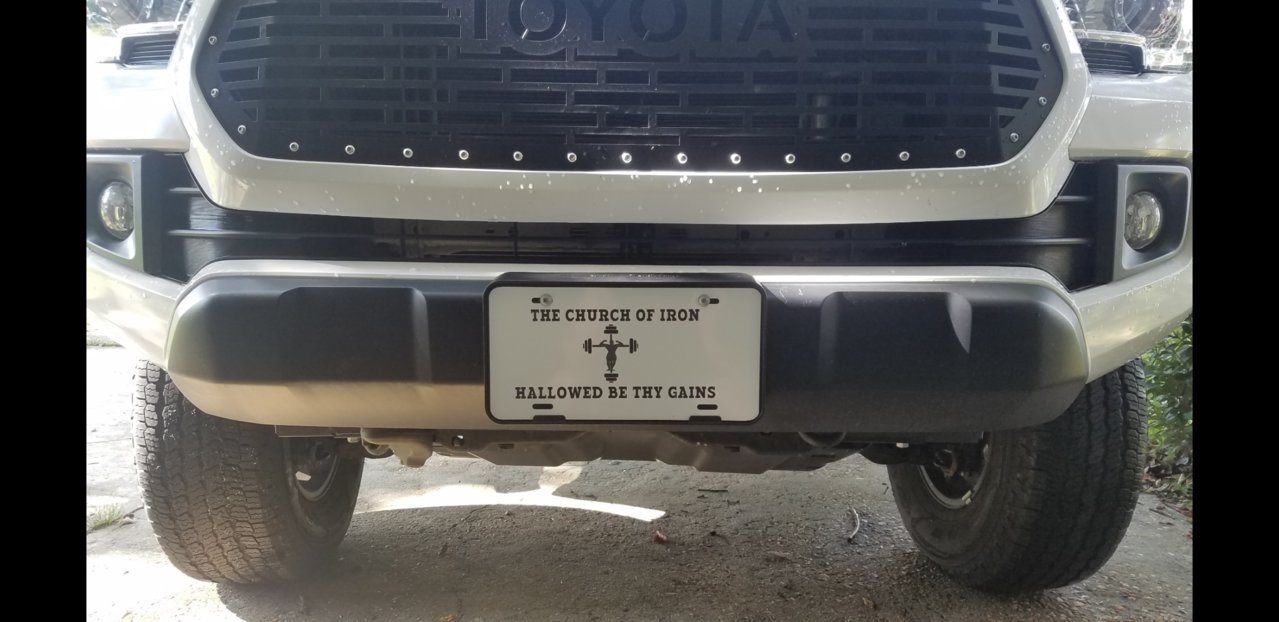 TOYOTA
THE CHURCH OF IRON
HALLOWED BE THY GAINS